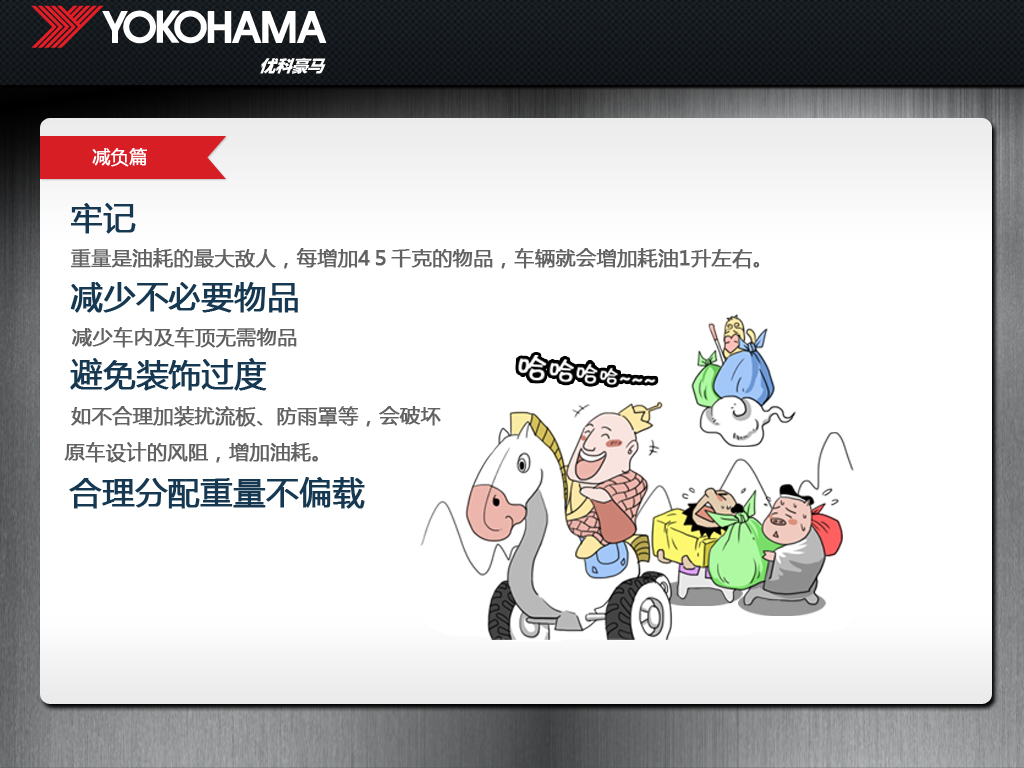 YOKOHAMA
优科豪马
减负篇
牢记
重量是油耗的最大敌人，每增加4 5 千克的物品，车辆就会增加耗油1升左右。
减少不必要物品
减少车内及车顶无需物品
避免装饰过度
如不合理加装扰流板、防雨罩等，会破坏
原车设计的风阻，增加油耗。
合理分配重量不偏载
哈哈哈哈~~~